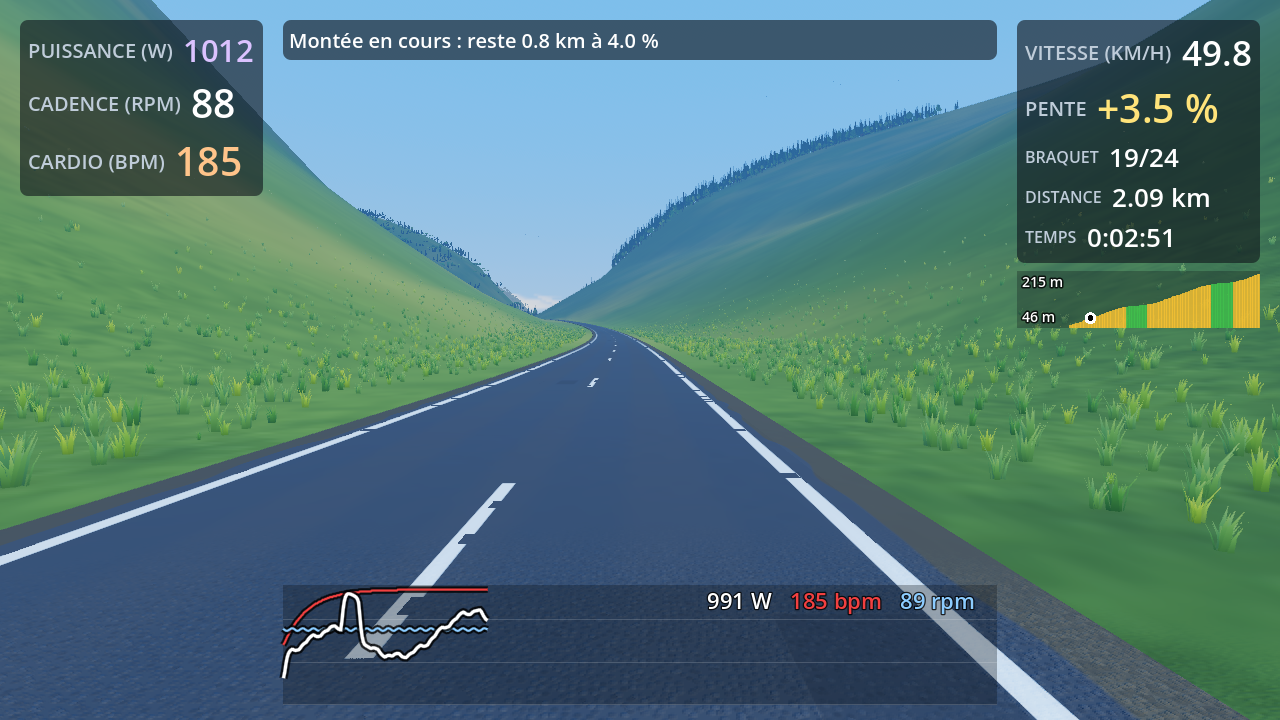 PUISSANCE (W) 1012
CADENCE (RPM) 88
CARDIO (BPM) 185
Montée en cours : reste 0.8 km à 4.0 %
VITESSE (KM/H) 49.8
PENTE +3.5 %
BRAQUET 19/24
DISTANCE 2.09 km
TEMPS 0:02:51
215 m
46 m
991 W 185 bpm 89 rpm